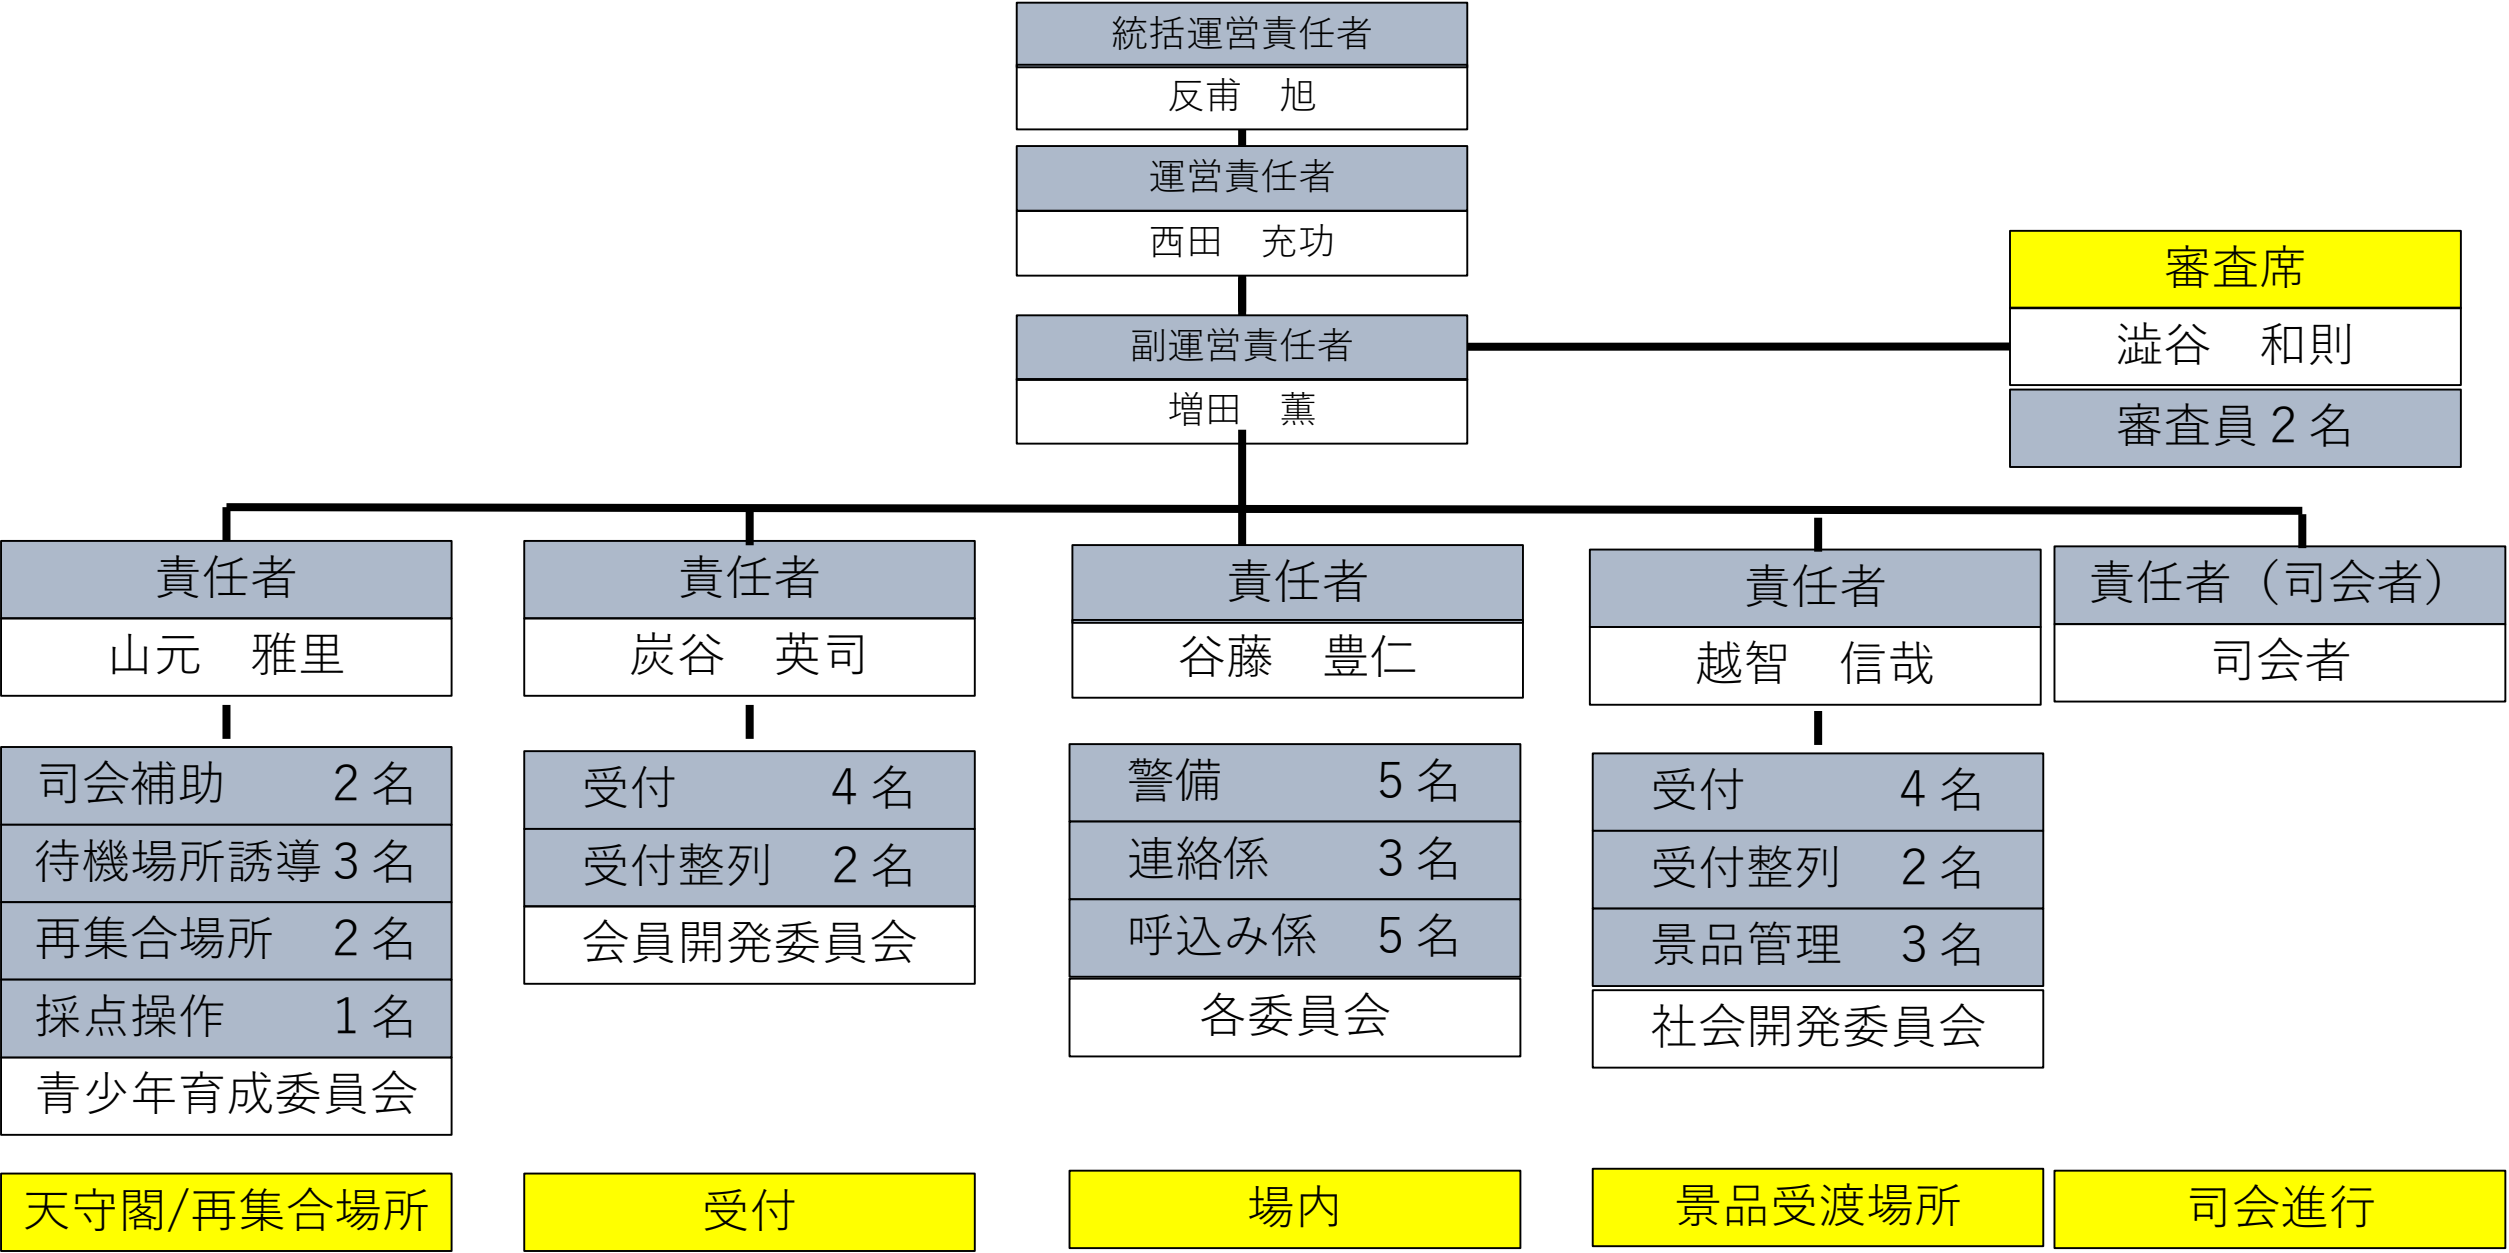 統括運営責任者
反甫　旭
運営責任者
西田　充功
副運営責任者
増田　薫
審査席
澁谷　和則
審査員２名
責任者
山元　雅里
司会補助　　２名
待機場所誘導３名
再集合場所　２名
採点操作　　１名
青少年育成委員会
天守閣/再集合場所
責任者
炭谷　英司
受付　　　４名
受付整列　２名
会員開発委員会
受付
責任者
谷藤　豊仁
警備　　　５名
連絡係　　３名
呼込み係　５名
各委員会
場内
責任者
越智　信哉
受付　　　４名
受付整列　２名
景品管理　３名
社会開発委員会
景品受渡場所
責任者（司会者）
司会者
司会進行